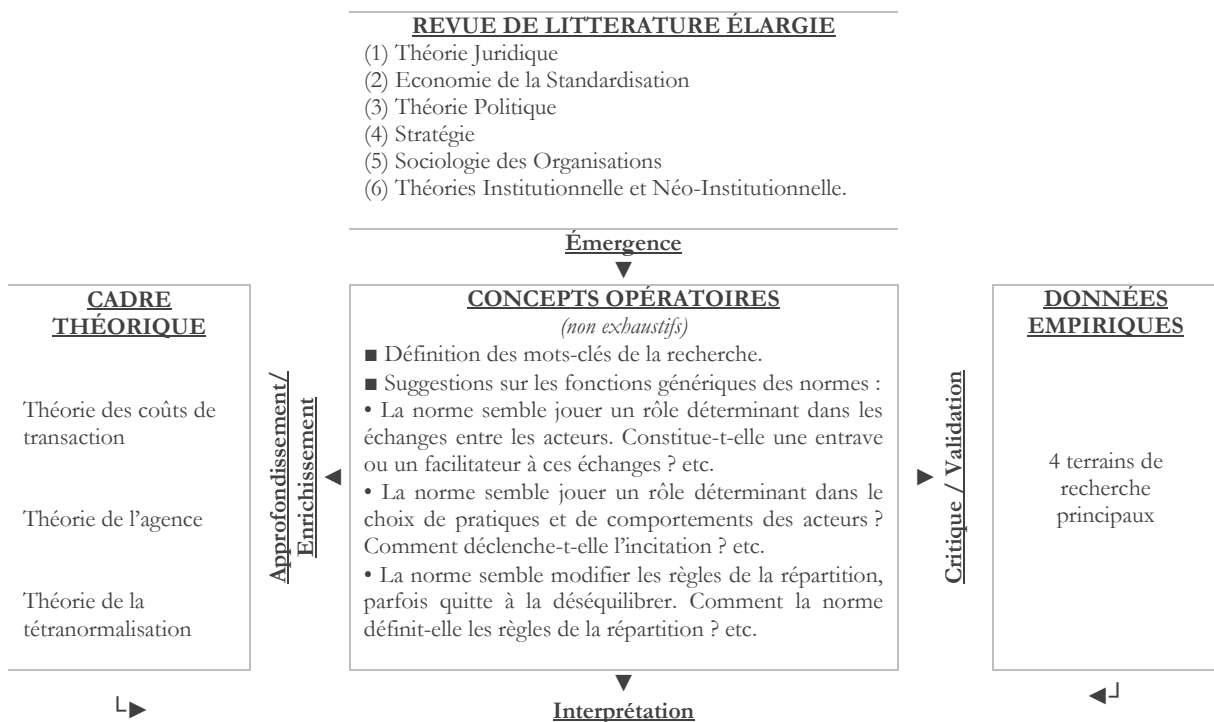 REVUE DE LITTERATURE ÉLARGIE
(1) Théorie Juridique
(2) Economie de la Standardisation
(3) Théorie Politique
(4) Stratégie
(5) Sociologie des Organisations
(6) Théories Institutionnelle et Néo-Institutionnelle.
Émergence
▼
CADRE
THÉORIQUE
Théorie des coûts de
transaction
Théorie de l’agence
Théorie de la
tétranormalisation
Approfondissement/
Enrichissement
◄
CONCEPTS OPÉRATOIRES
(non exhaustifs)
■ Définition des mots-clés de la recherche.
■ Suggestions sur les fonctions génériques des normes :
• La norme semble jouer un rôle déterminant dans les
échanges entre les acteurs. Constitue-t-elle une entrave
ou un facilitateur à ces échanges ? etc.
• La norme semble jouer un rôle déterminant dans le
choix de pratiques et de comportements des acteurs ?
Comment déclenche-t-elle l’incitation ? etc.
• La norme semble modifier les règles de la répartition,
parfois quitte à la déséquilibrer. Comment la norme
définit-elle les règles de la répartition ? etc.
►
Critique / Validation
DONNÉES
EMPIRIQUES
4 terrains de
recherche
principaux
└►
▼
◄┘
Interprétation